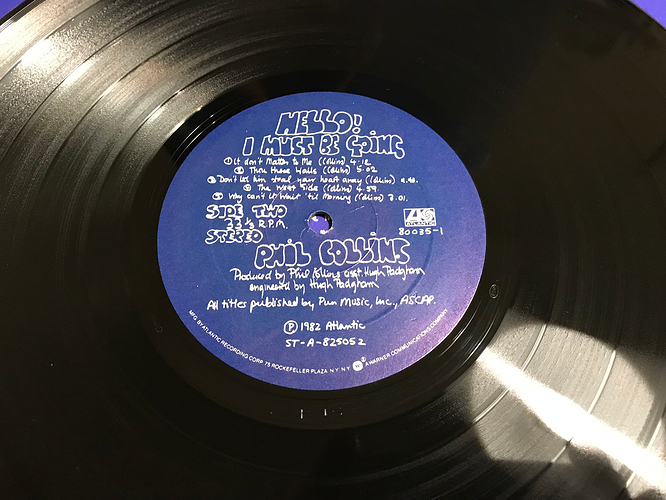 HELLO!
I MUST BE GOING
① It don't Matter to Me (Collins) 4.12
② Thru these Walls (Collins) 5.02
③ Don't let him steal your heart away (Collins) 4.45.
④ The West Side (Collins) 4.59.
⑤ Why can't it Wait 'til Morning (Collins) 3.01.
SIDE TWO
33 1/3 R.P.M.
STEREO
ATLANTIC
80035-1
PHIL COLLINS
Produced by Phil Collins asst. Hugh Padgham
engineered by Hugh Padgham
All titles published by Pun Music, Inc., ASCAP.
Ⓟ 1982 Atlantic
ST-A-825052
MFG. BY ATLANTIC RECORDING CORP. 75 ROCKEFELLER PLAZA N.Y. N.Y. A WARNER COMMUNICATIONS COMPANY